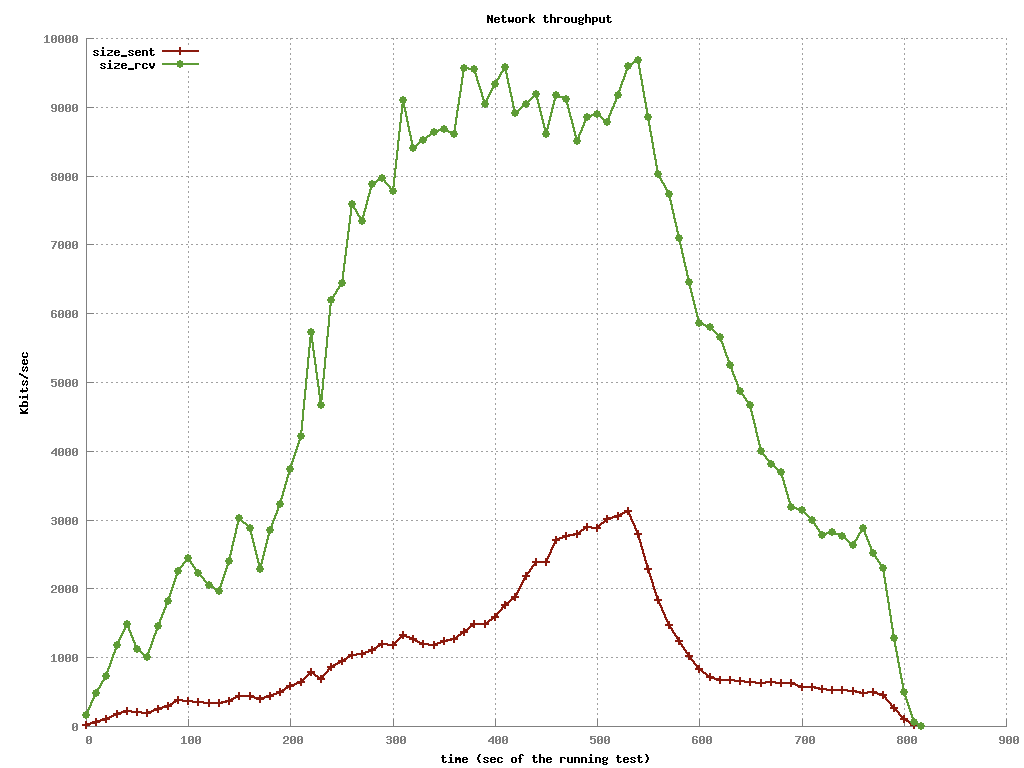 Network throughput
size_sent
size_rcv
10000
9000
8000
7000
6000
5000
4000
3000
2000
1000
0
Kbits/sec
0 100 200 300 400 500 600 700 800 900
time (sec of the running test)